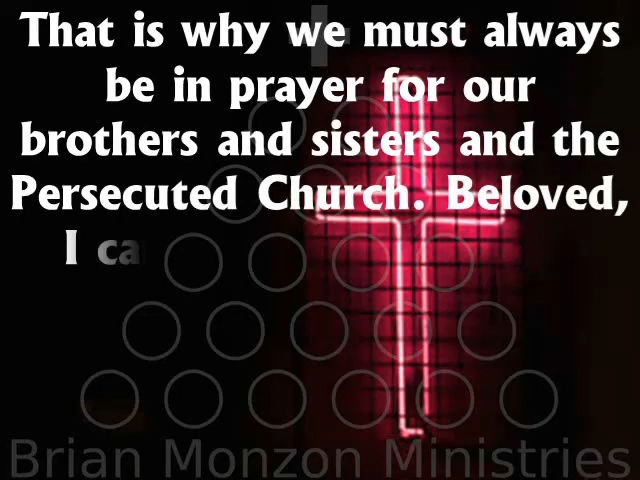 That is why we must always
be in prayer for our
brothers and sisters and the
Persecuted Church. Beloved,
I ca
Brian Monzon Ministries